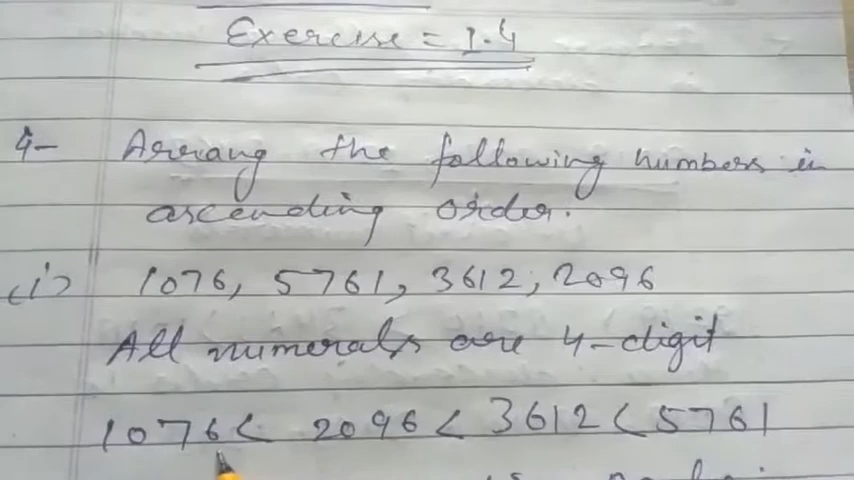 Exercise = 1.4
4- Arrang the following numbers in
ascending order.
(i) 1076, 5761, 3612, 2096
All numerals are 4-digit
1076 < 2096 < 3612 < 5761